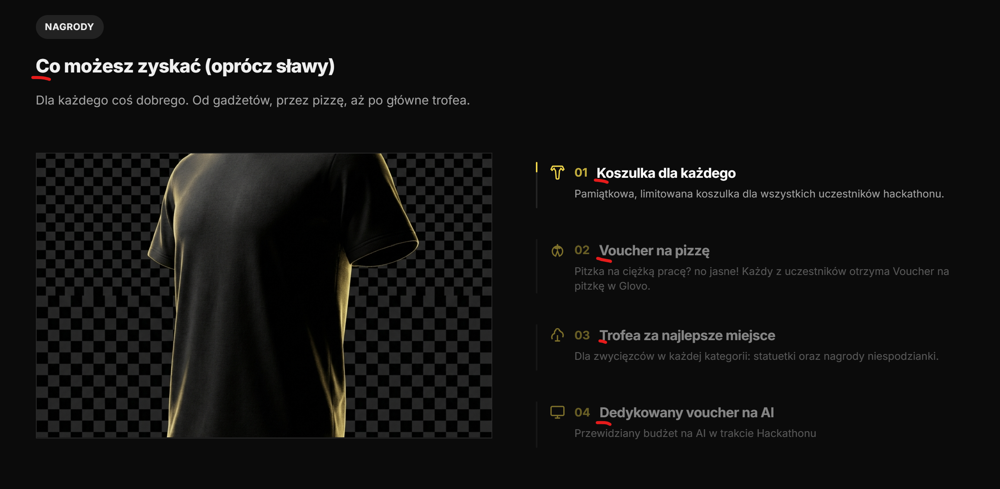 NAGRODY
Co możesz zyskać (oprócz sławy)
Dla każdego coś dobrego. Od gadżetów, przez pizzę, aż po główne trofea.
01 Koszulka dla każdego
Pamiątkowa, limitowana koszulka dla wszystkich uczestników hackathonu.
02 Voucher na pizzę
Pitzka na ciężką pracę? no jasne! Każdy z uczestników otrzyma Voucher na
pitzkę w Glovo.
03 Trofea za najlepsze miejsce
Dla zwycięzców w każdej kategorii: statuetki oraz nagrody niespodzianki.
04 Dedykowany voucher na AI
Przewidziany budżet na AI w trakcie Hackathonu